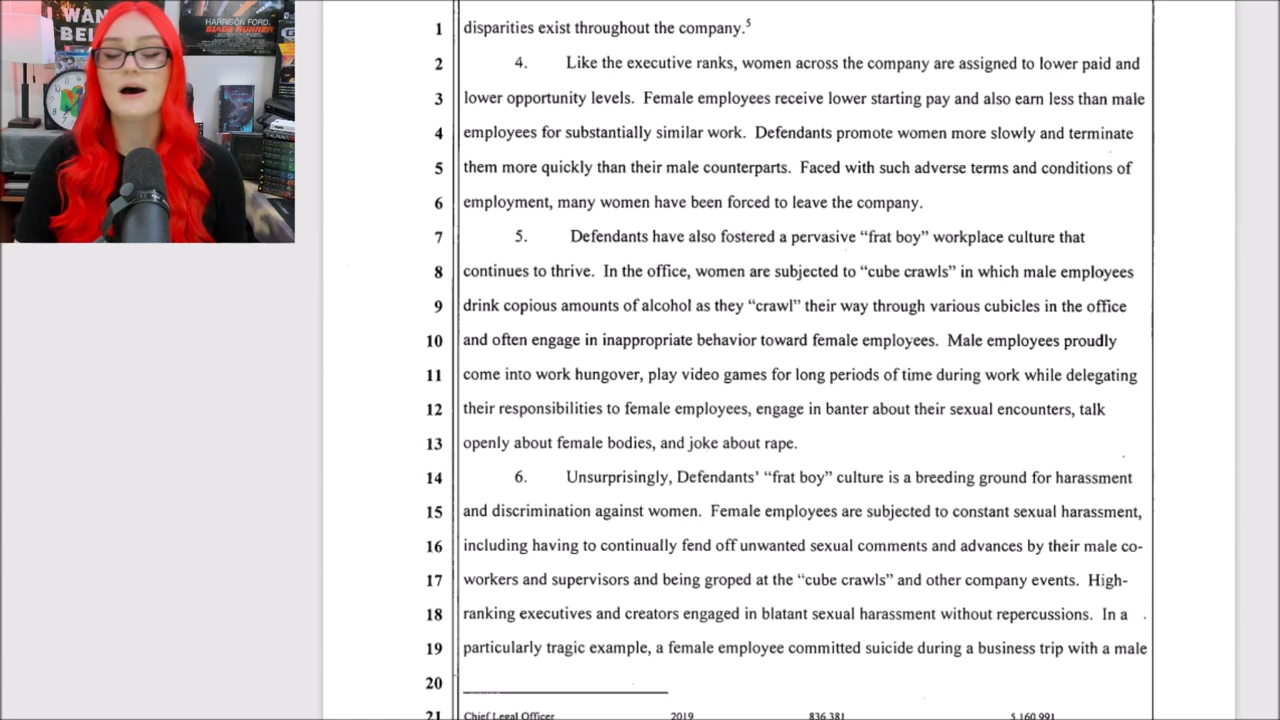 WAN
BEL
HARRISON FORD
BLADE RUNNER
1 disparities exist throughout the company.5
2 4. Like the executive ranks, women across the company are assigned to lower paid and
3 lower opportunity levels. Female employees receive lower starting pay and also earn less than male
4 employees for substantially similar work. Defendants promote women more slowly and terminate
5 them more quickly than their male counterparts. Faced with such adverse terms and conditions of
6 employment, many women have been forced to leave the company.
7 5. Defendants have also fostered a pervasive “frat boy” workplace culture that
8 continues to thrive. In the office, women are subjected to “cube crawls” in which male employees
9 drink copious amounts of alcohol as they “crawl” their way through various cubicles in the office
10 and often engage in inappropriate behavior toward female employees. Male employees proudly
11 come into work hungover, play video games for long periods of time during work while delegating
12 their responsibilities to female employees, engage in banter about their sexual encounters, talk
13 openly about female bodies, and joke about rape.
14 6. Unsurprisingly, Defendants’ “frat boy” culture is a breeding ground for harassment
15 and discrimination against women. Female employees are subjected to constant sexual harassment,
16 including having to continually fend off unwanted sexual comments and advances by their male co-
17 workers and supervisors and being groped at the “cube crawls” and other company events. High-
18 ranking executives and creators engaged in blatant sexual harassment without repercussions. In a
19 particularly tragic example, a female employee committed suicide during a business trip with a male
20
21 Chief Legal Officer 2019 836,381 5,160,991